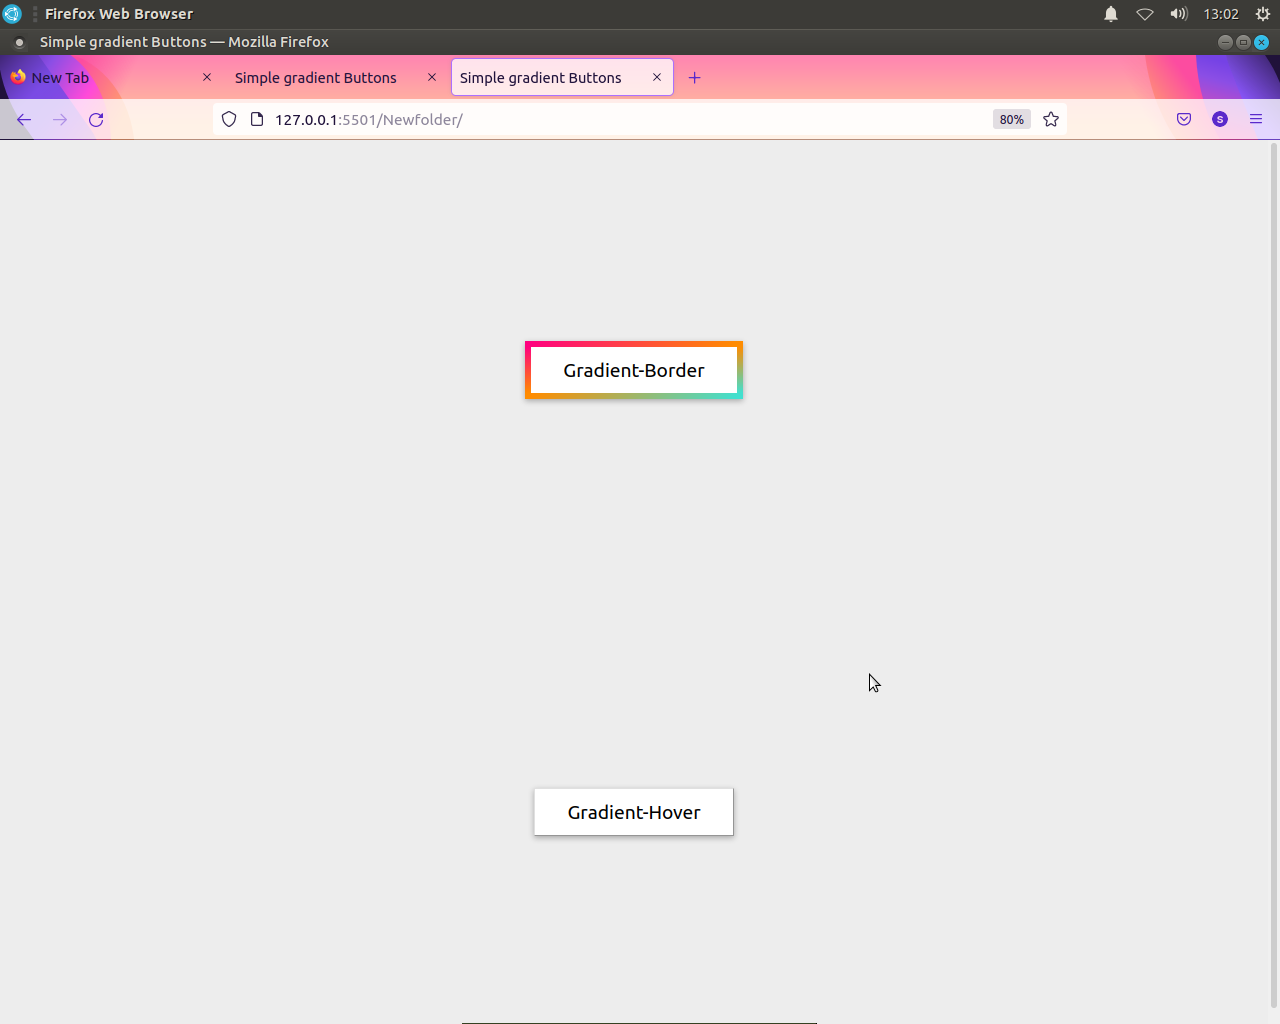 Firefox Web Browser
13:02
Simple gradient Buttons — Mozilla Firefox
New Tab
Simple gradient Buttons
Simple gradient Buttons
127.0.0.1:5501/Newfolder/
80%
S
Gradient-Border
Gradient-Hover